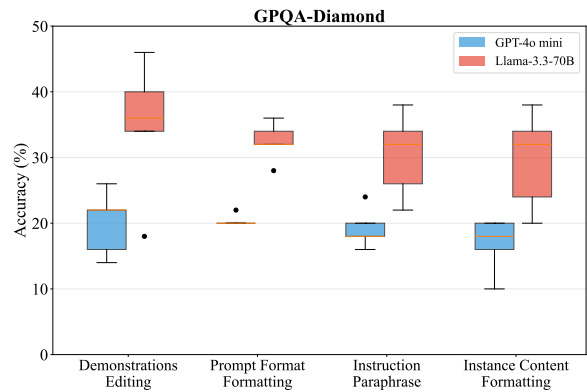 GPQA-Diamond
50
40
30
20
10
0
Accuracy (%)
GPT-4o mini
Llama-3.3-70B
Demonstrations
Editing
Prompt Format
Formatting
Instruction
Paraphrase
Instance Content
Formatting